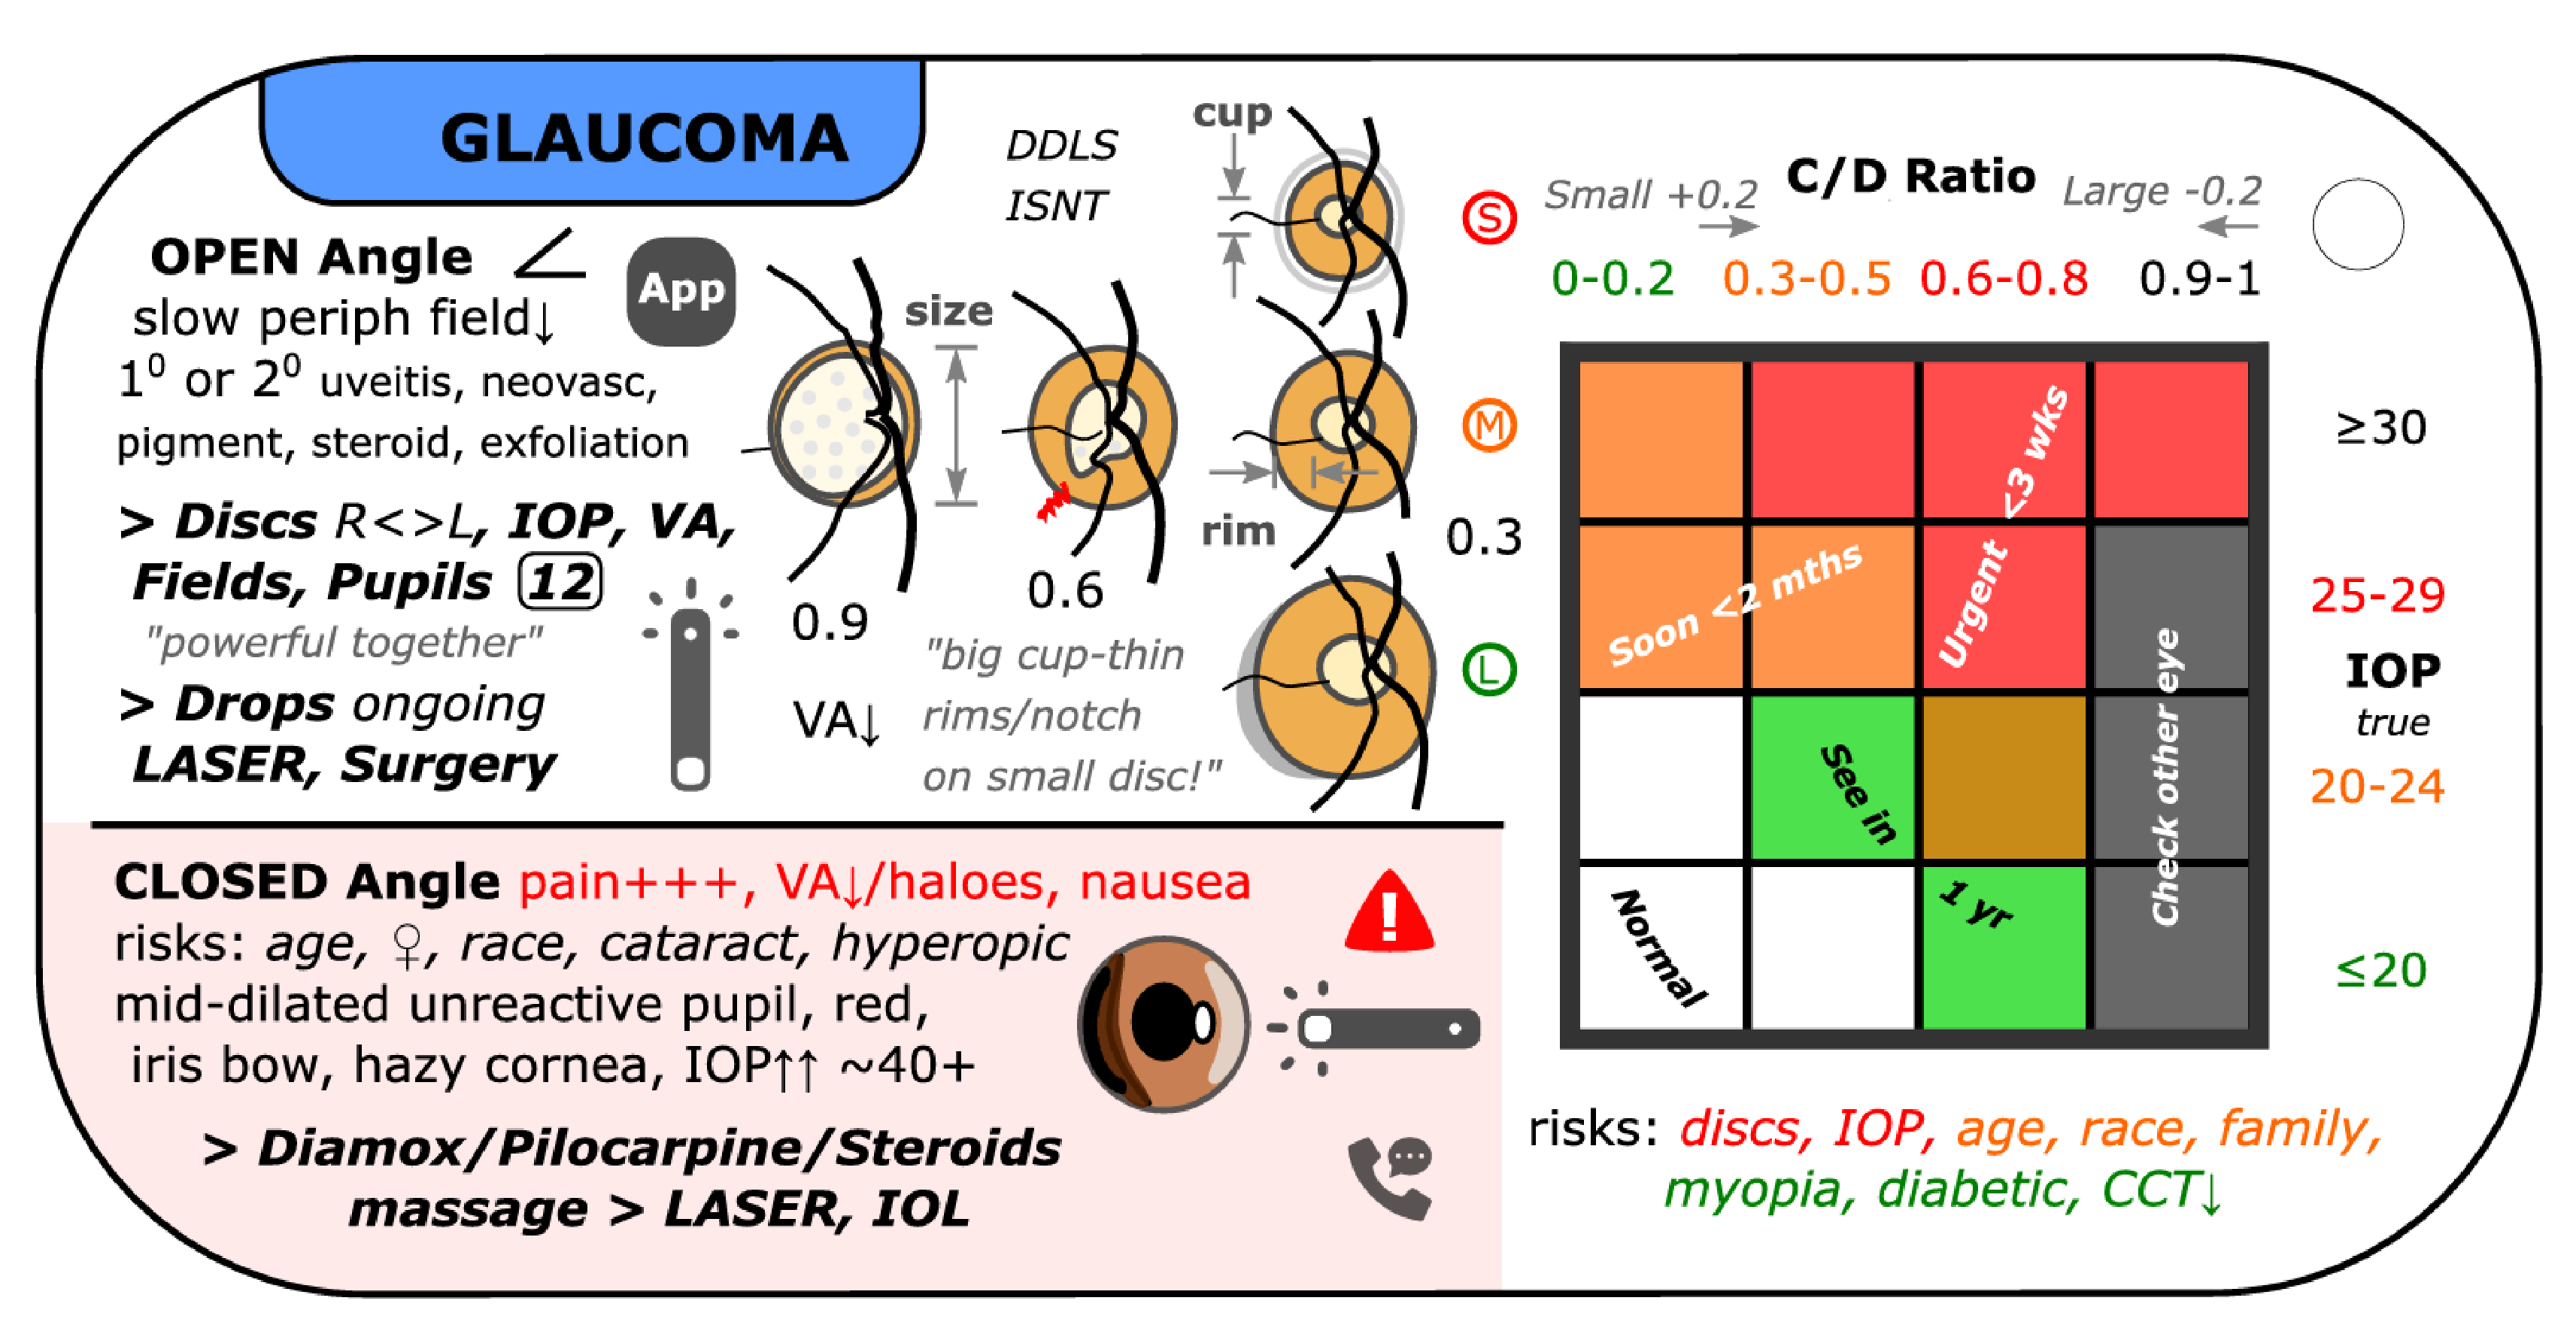 GLAUCOMA
OPEN Angle
App
slow periph field↓
1⁰ or 2⁰ uveitis, neovasc,
pigment, steroid, exfoliation
> Discs R<>L, IOP, VA,
Fields, Pupils 12
"powerful together"
> Drops ongoing
LASER, Surgery
DDLS
ISNT
cup
size
rim
0.9
VA↓
0.6
"big cup-thin
rims/notch
on small disc!"
S
M
0.3
L
CLOSED Angle pain+++, VA↓/haloes, nausea
risks: age, ♀, race, cataract, hyperopic
mid-dilated unreactive pupil, red,
iris bow, hazy cornea, IOP↑↑ ~40+
> Diamox/Pilocarpine/Steroids
massage > LASER, IOL
!
Small +0.2 C/D Ratio Large -0.2
0-0.2 0.3-0.5 0.6-0.8 0.9-1
≥30
25-29
IOP
true
20-24
≤20
Soon <2 mths
Urgent <3 wks
See in 1 yr
Normal
Check other eye
risks: discs, IOP, age, race, family,
myopia, diabetic, CCT↓